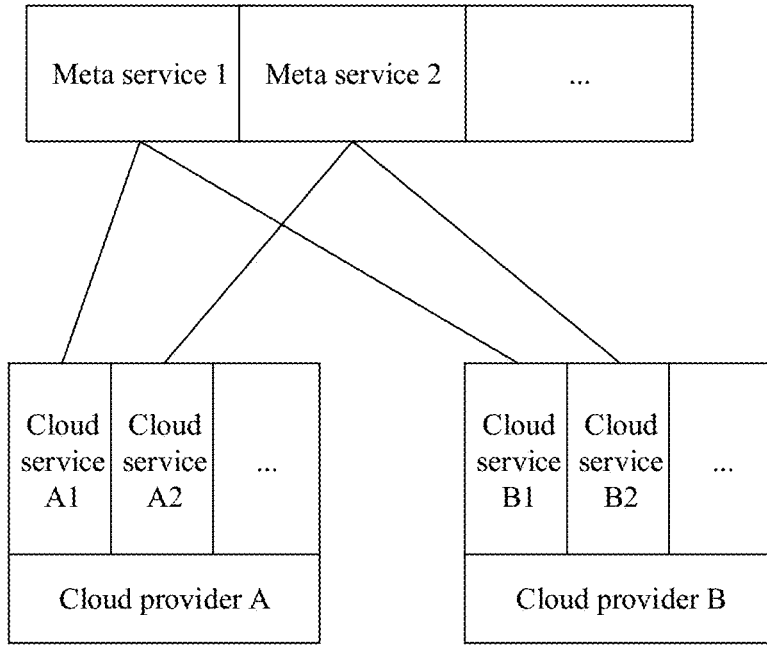 Meta service 1
Meta service 2
...
Cloud
service
A1
Cloud
service
A2
...
Cloud provider A
Cloud
service
B1
Cloud
service
B2
...
Cloud provider B